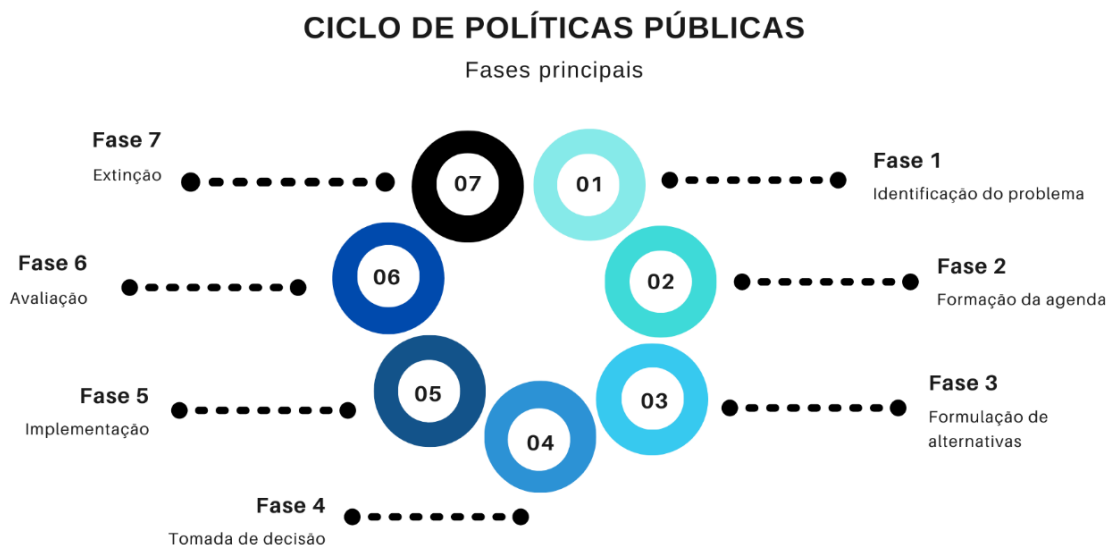 CICLO DE POLÍTICAS PÚBLICAS
Fases principais
Fase 1
Identificação do problema
Fase 2
Formação da agenda
Fase 3
Formulação de
alternativas
Fase 4
Tomada de decisão
Fase 5
Implementação
Fase 6
Avaliação
Fase 7
Extinção
01
02
03
04
05
06
07